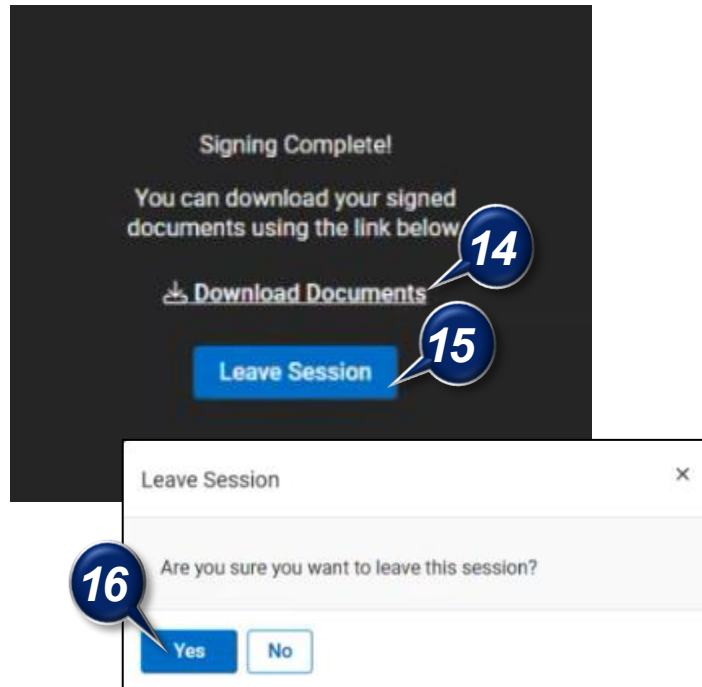 Signing Complete!
You can download your signed
documents using the link below
14
Download Documents
15
Leave Session
Leave Session ×
Are you sure you want to leave this session?
16
Yes No